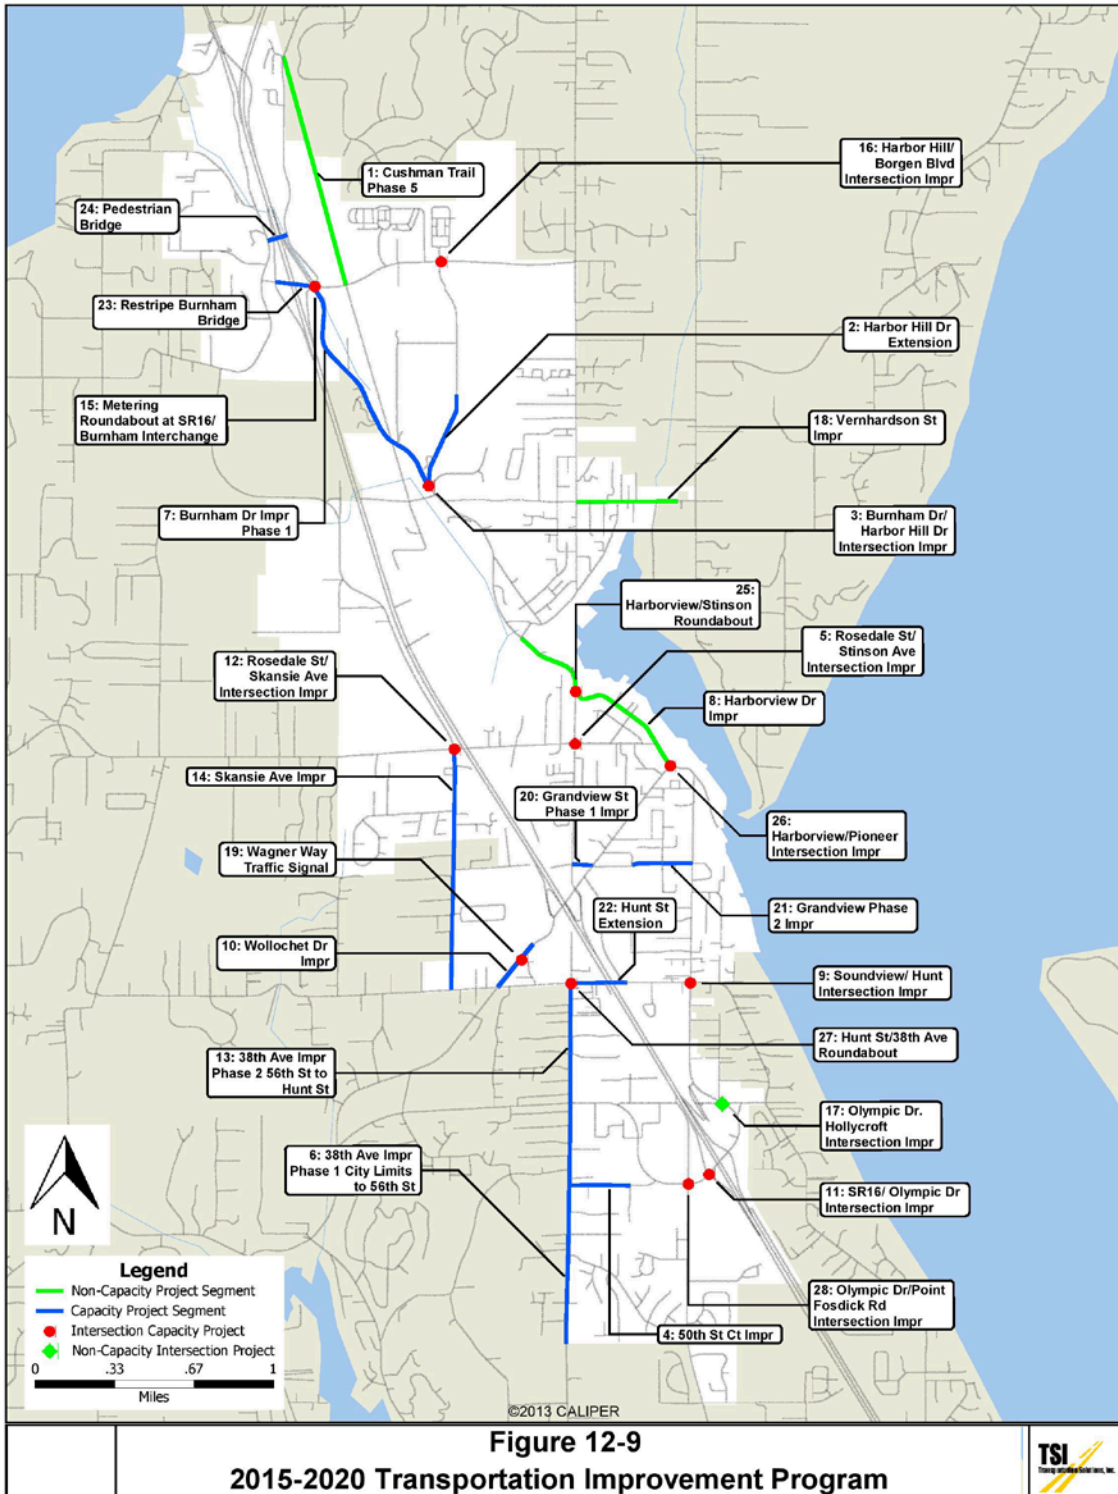 16: Harbor Hill/
Borgen Blvd
Intersection Impr
1: Cushman Trail
Phase 5
24: Pedestrian
Bridge
23: Restripe Burnham
Bridge
2: Harbor Hill Dr
Extension
15: Metering
Roundabout at SR16/
Burnham Interchange
18: Vernhardson St
Impr
7: Burnham Dr Impr
Phase 1
3: Burnham Dr/
Harbor Hill Dr
Intersection Impr
25:
Harborview/Stinson
Roundabout
5: Rosedale St/
Stinson Ave
Intersection Impr
12: Rosedale St/
Skansie Ave
Intersection Impr
8: Harborview Dr
Impr
14: Skansie Ave Impr
20: Grandview St
Phase 1 Impr
26:
Harborview/Pioneer
Intersection Impr
19: Wagner Way
Traffic Signal
22: Hunt St
Extension
21: Grandview Phase
2 Impr
10: Wollochet Dr
Impr
9: Soundview/ Hunt
Intersection Impr
27: Hunt St/38th Ave
Roundabout
13: 38th Ave Impr
Phase 2 56th St to
Hunt St
17: Olympic Dr.
Hollycroft
Intersection Impr
6: 38th Ave Impr
Phase 1 City Limits
to 56th St
11: SR16/ Olympic Dr
Intersection Impr
28: Olympic Dr/Point
Fosdick Rd
Intersection Impr
4: 50th St Ct Impr
N
Legend
Non-Capacity Project Segment
Capacity Project Segment
Intersection Capacity Project
Non-Capacity Intersection Project
0 .33 .67 1
Miles
©2013 CALIPER
Figure 12-9
2015-2020 Transportation Improvement Program
TSI
Transportation Solutions, Inc.